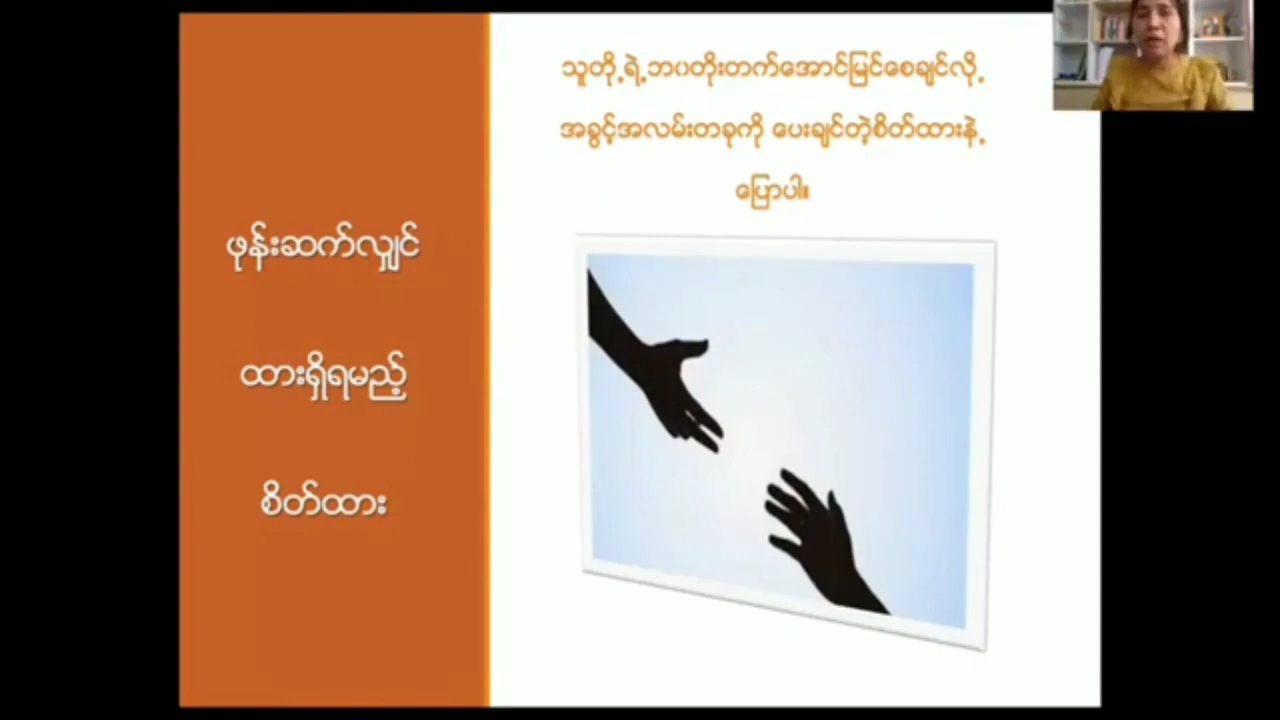 ဖုန်းဆက်လျှင်
ထားရှိရမည့်
စိတ်ထား
သူတို့ရဲ့ဘ၀တိုးတက်အောင်မြင်စေချင်လို့
အခွင့်အလမ်းတခုကို ပေးချင်တဲ့စိတ်ထားနဲ့
ပြောပါ။